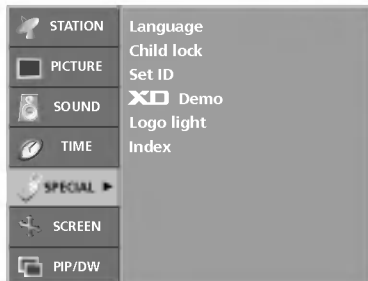 STATION
PICTURE
SOUND
TIME
SPECIAL
SCREEN
PIP/DW
Language
Child lock
Set ID
XD Demo
Logo light
Index